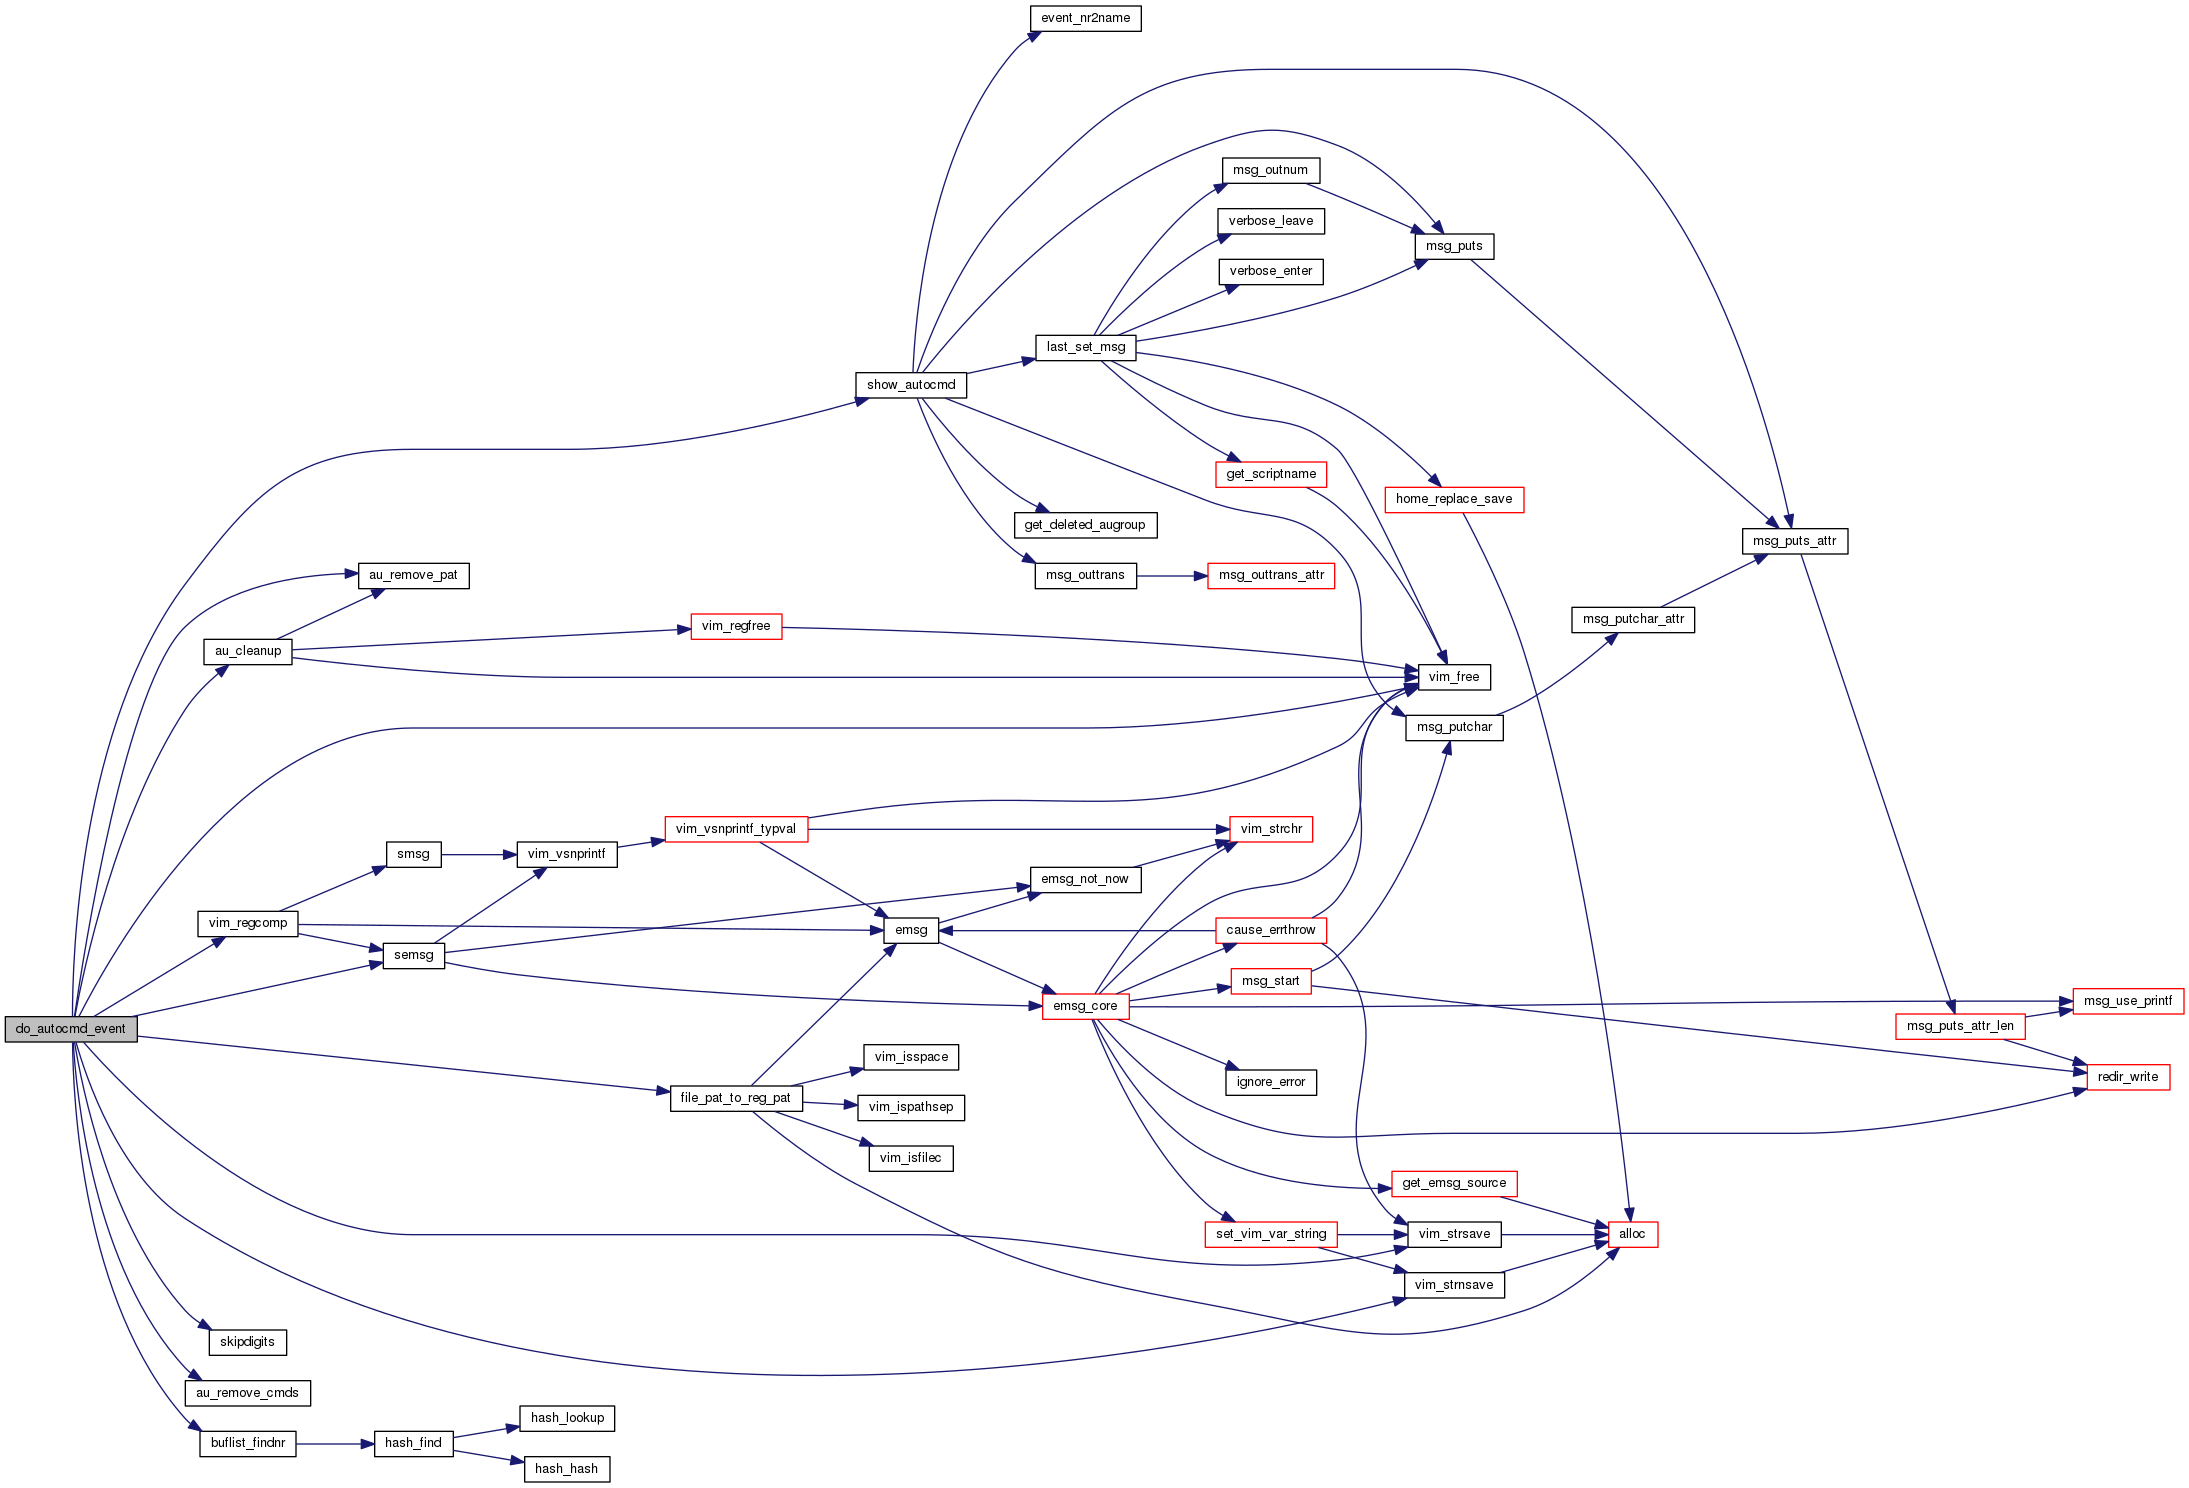 event_nr2name
msg_outnum
verbose_leave
msg_puts
verbose_enter
last_set_msg
show_autocmd
get_scriptname
home_replace_save
get_deleted_augroup
msg_puts_attr
au_remove_pat
msg_outtrans
msg_outtrans_attr
msg_putchar_attr
vim_regfree
au_cleanup
vim_free
msg_putchar
vim_vsnprintf_typval
vim_strchr
smsg
vim_vsnprintf
emsg_not_now
vim_regcomp
emsg
cause_errthrow
semsg
msg_start
msg_use_printf
emsg_core
do_autocmd_event
msg_puts_attr_len
vim_isspace
redir_write
ignore_error
file_pat_to_reg_pat
vim_ispathsep
vim_isfilec
get_emsg_source
set_vim_var_string
vim_strsave
alloc
vim_strnsave
skipdigits
au_remove_cmds
hash_lookup
buflist_findnr
hash_find
hash_hash